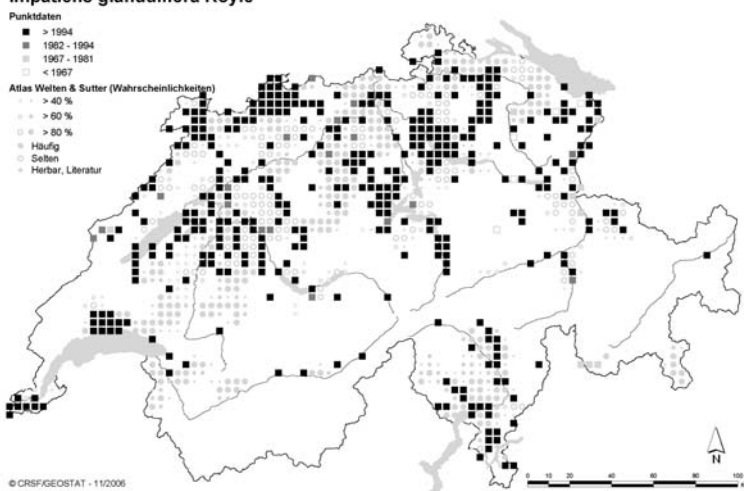 Impatiens glandulifera Royle
Punktdaten
> 1994
1982 - 1994
1967 - 1981
< 1967
Atlas Welten & Sutter (Wahrscheinlichkeiten)
> 40 %
> 60 %
> 80 %
Häufig
Selten
Herbar, Literatur
N
0 10 20 40 60 80 100
© CRSF/GEOSTAT - 11/2006